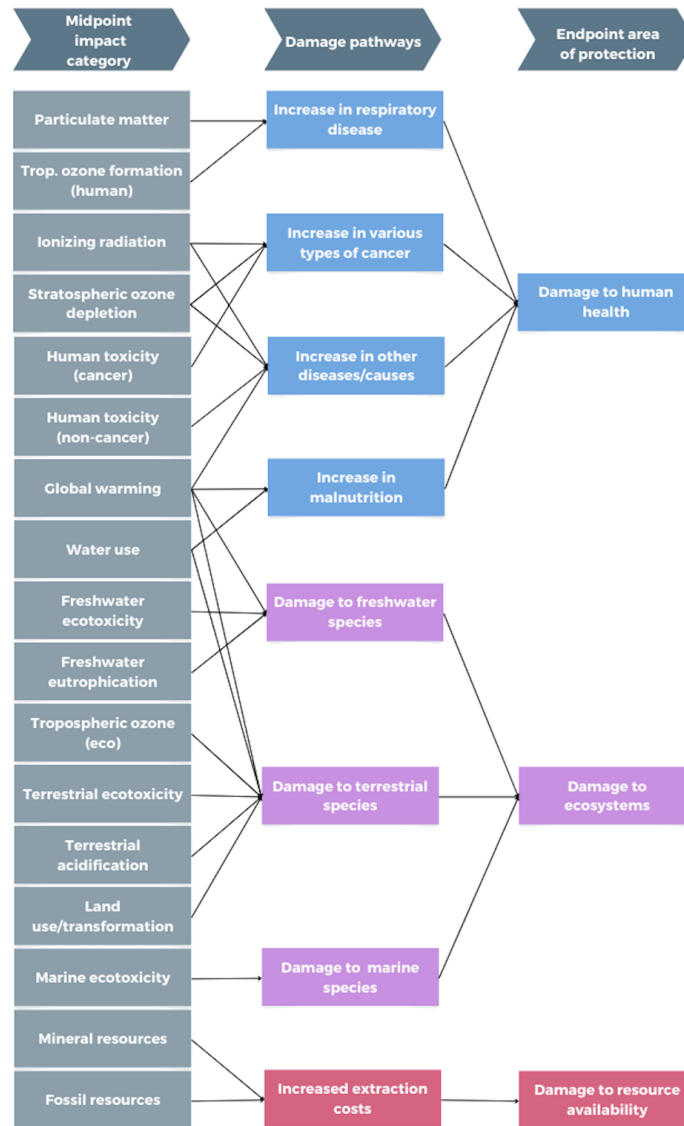 Midpoint
impact
category
Damage pathways
Endpoint area
of protection
Particulate matter
Trop. ozone formation
(human)
Ionizing radiation
Stratospheric ozone
depletion
Human toxicity
(cancer)
Human toxicity
(non-cancer)
Global warming
Water use
Freshwater
ecotoxicity
Freshwater
eutrophication
Tropospheric ozone
(eco)
Terrestrial ecotoxicity
Terrestrial
acidification
Land
use/transformation
Marine ecotoxicity
Mineral resources
Fossil resources
Increase in respiratory
disease
Increase in various
types of cancer
Increase in other
diseases/causes
Increase in
malnutrition
Damage to freshwater
species
Damage to terrestrial
species
Damage to marine
species
Increased extraction
costs
Damage to human
health
Damage to
ecosystems
Damage to resource
availability